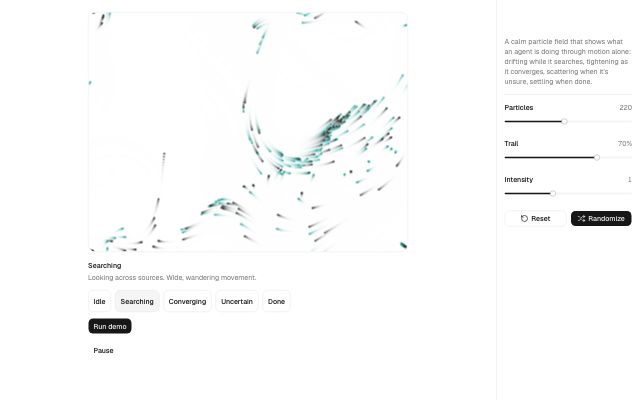 A calm particle field that shows what
an agent is doing through motion alone:
drifting while it searches, tightening as
it converges, scattering when it's
unsure, settling when done.
Particles 220
Trail 70%
Intensity 1
Reset Randomize
Searching
Looking across sources. Wide, wandering movement.
Idle Searching Converging Uncertain Done
Run demo
Pause